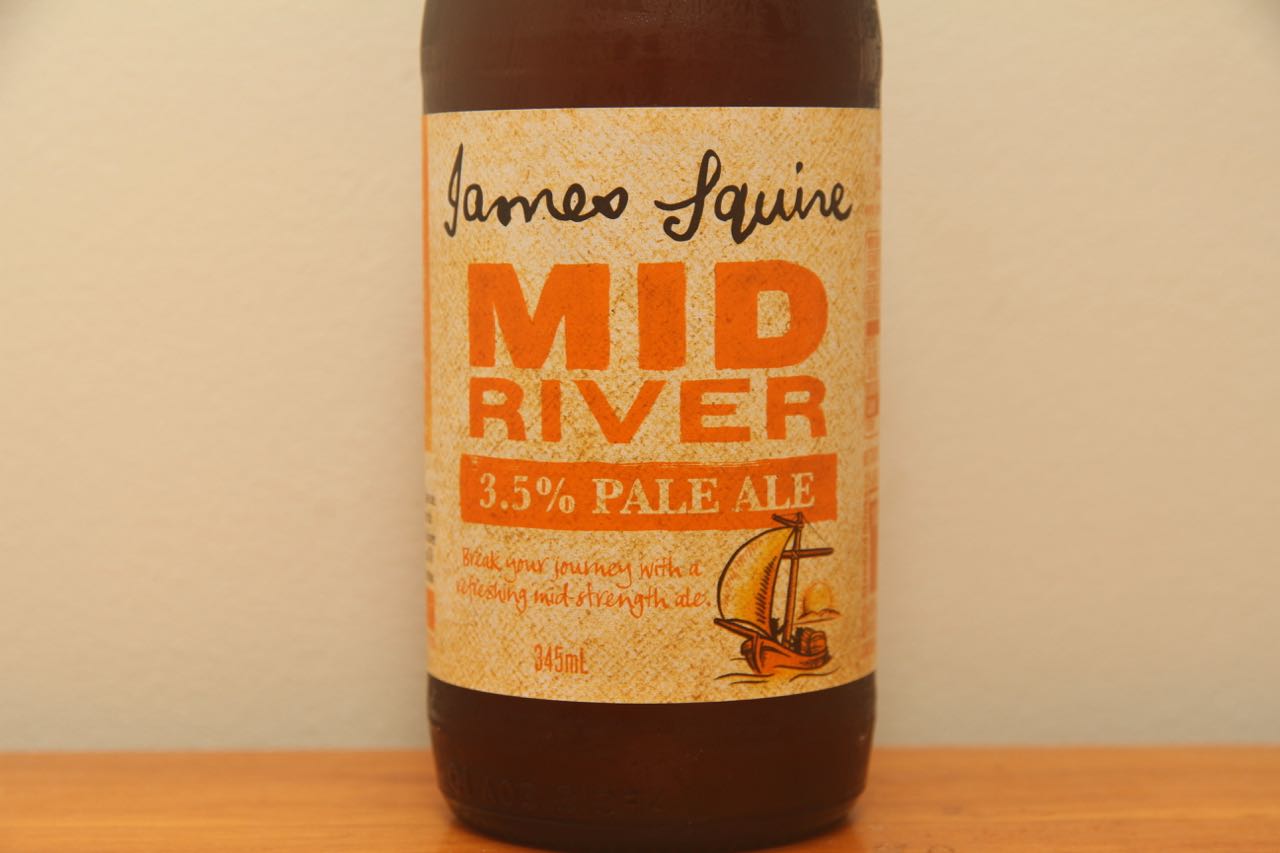 James Squire
MID
RIVER
3.5% PALE ALE
Break your journey with a
refreshing mid-strength ale.
345mL